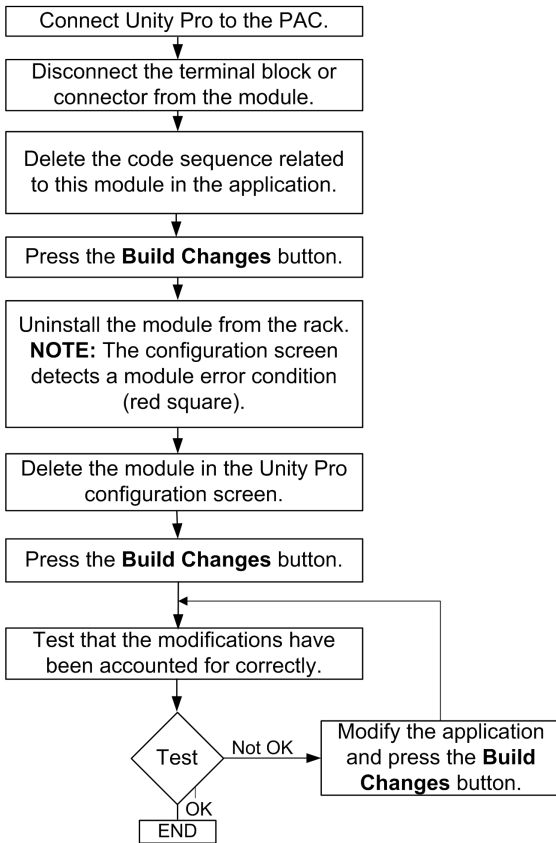 Connect Unity Pro to the PAC.
Disconnect the terminal block or
connector from the module.
Delete the code sequence related
to this module in the application.
Press the Build Changes button.
Uninstall the module from the rack.
NOTE: The configuration screen
detects a module error condition
(red square).
Delete the module in the Unity Pro
configuration screen.
Press the Build Changes button.
Test that the modifications have
been accounted for correctly.
Test
Not OK
Modify the application
and press the Build
Changes button.
OK
END